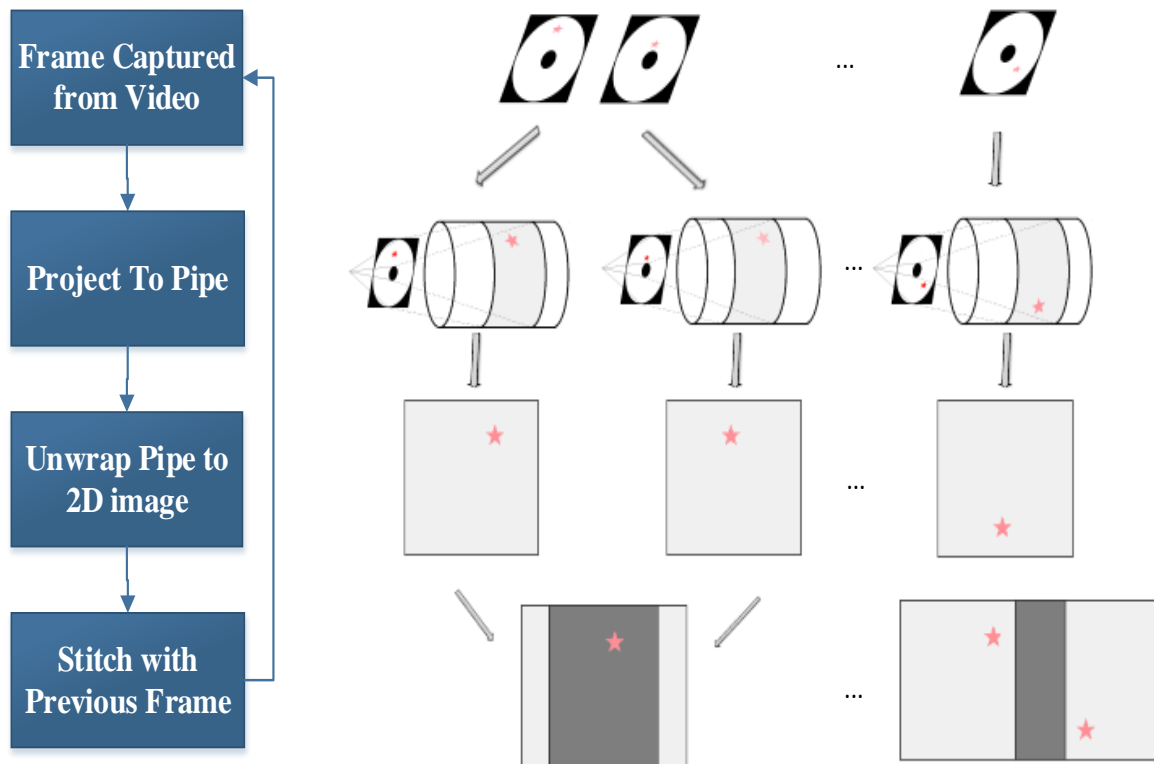 Frame Captured
from Video
...
Project To Pipe
...
Unwrap Pipe to
2D image
...
Stitch with
Previous Frame
...